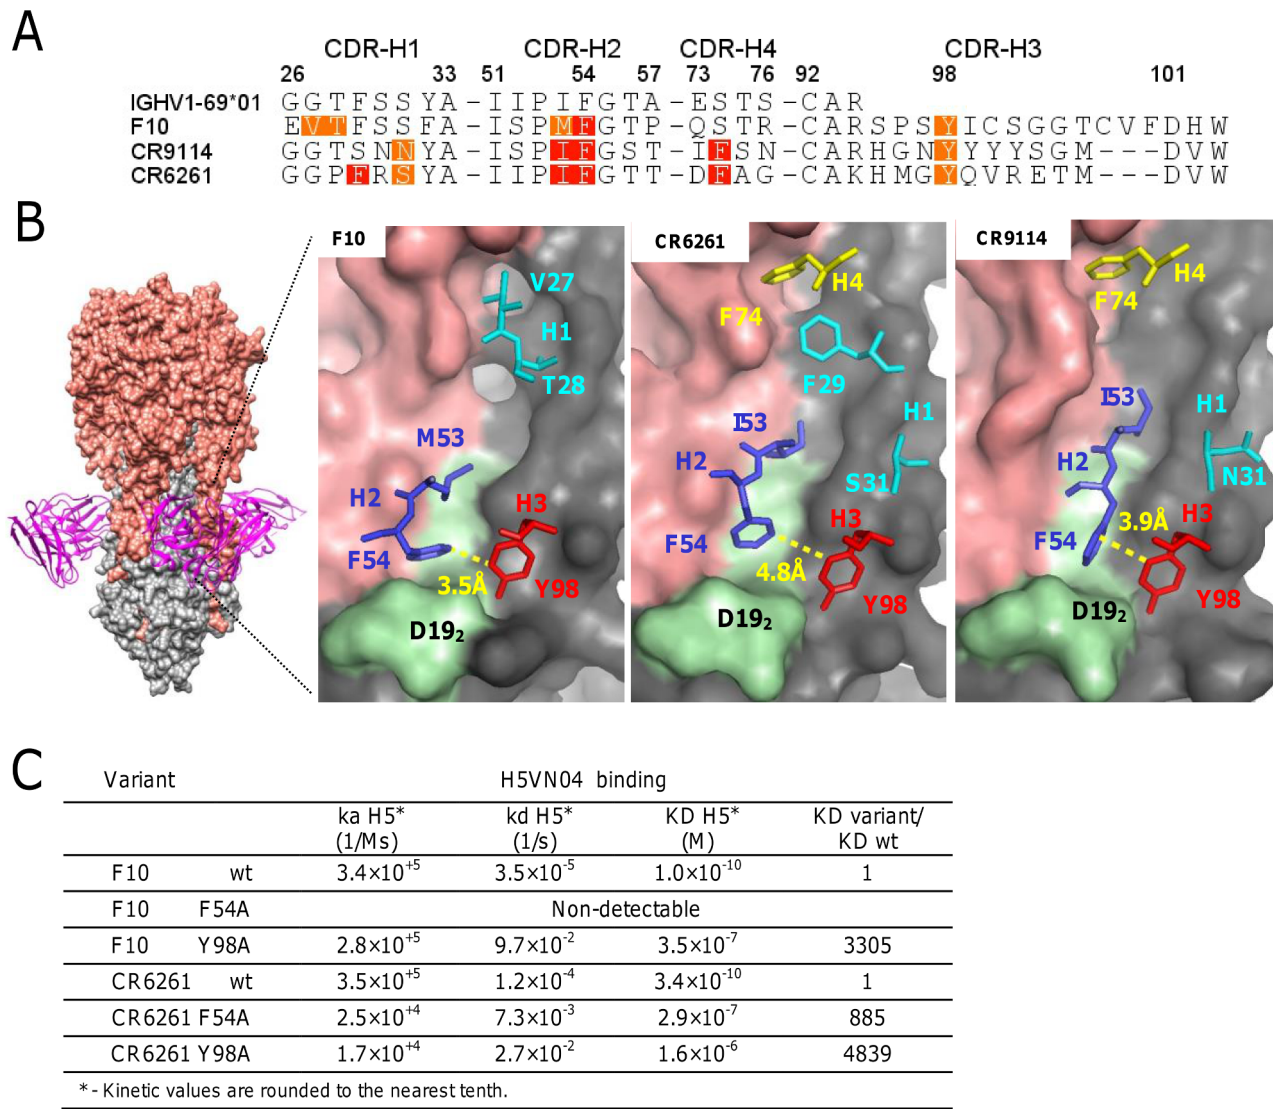 A
CDR-H1 CDR-H2 CDR-H4 CDR-H3
26 33 51 54 57 73 76 92 98 101
IGHV1-69*01 GGTFSSYA-IIPIFGTA-ESTS-CAR
F10 EVTFSSFA-ISPMFGTP-QSTR-CARSPSYICSGGTCVFDHW
CR9114 GGTSNNYA-ISPIFGST-IFSN-CARHGNYYYYSGM---DVW
CR6261 GGPFRSYA-IIPIFGTT-DFAG-CAKHMGYQVRETM---DVW
B
F10
V27
H1
T28
M53
H2
H3
F54
3.5Å
Y98
D19₂
CR6261
H4
F74
F29
H1
I53
H2
S31
H3
F54
4.8Å
Y98
D19₂
CR9114
H4
F74
I53
H1
H2
N31
3.9Å
H3
F54
Y98
D19₂
C
Variant H5VN04 binding
ka H5* kd H5* KD H5* KD variant/
(1/Ms) (1/s) (M) KD wt
F10 wt 3.4×10⁺⁵ 3.5×10⁻⁵ 1.0×10⁻¹⁰ 1
F10 F54A Non-detectable
F10 Y98A 2.8×10⁺⁵ 9.7×10⁻² 3.5×10⁻⁷ 3305
CR6261 wt 3.5×10⁺⁵ 1.2×10⁻⁴ 3.4×10⁻¹⁰ 1
CR6261 F54A 2.5×10⁺⁴ 7.3×10⁻³ 2.9×10⁻⁷ 885
CR6261 Y98A 1.7×10⁺⁴ 2.7×10⁻² 1.6×10⁻⁶ 4839
*- Kinetic values are rounded to the nearest tenth.